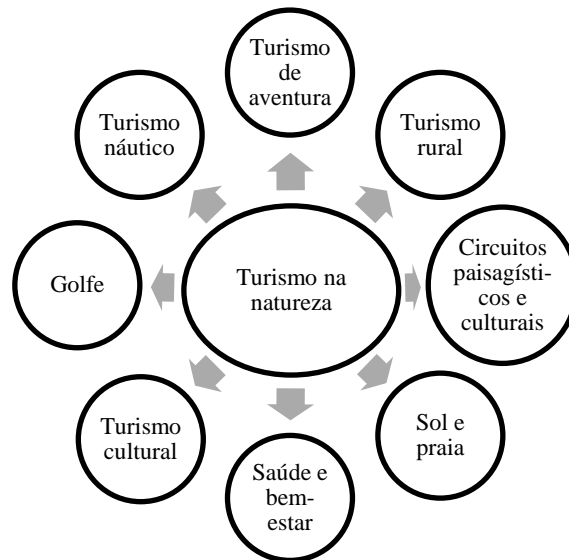 Turismo
de
aventura
Turismo
náutico
Turismo
rural
Golfe
Turismo na
natureza
Circuitos
paisagísti-
cos e
culturais
Turismo
cultural
Sol e
praia
Saúde e
bem-
estar